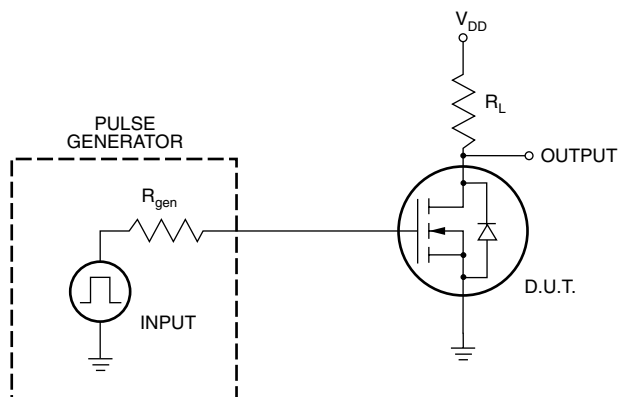 V_DD
R_L
PULSE
GENERATOR
OUTPUT
R_gen
INPUT
D.U.T.